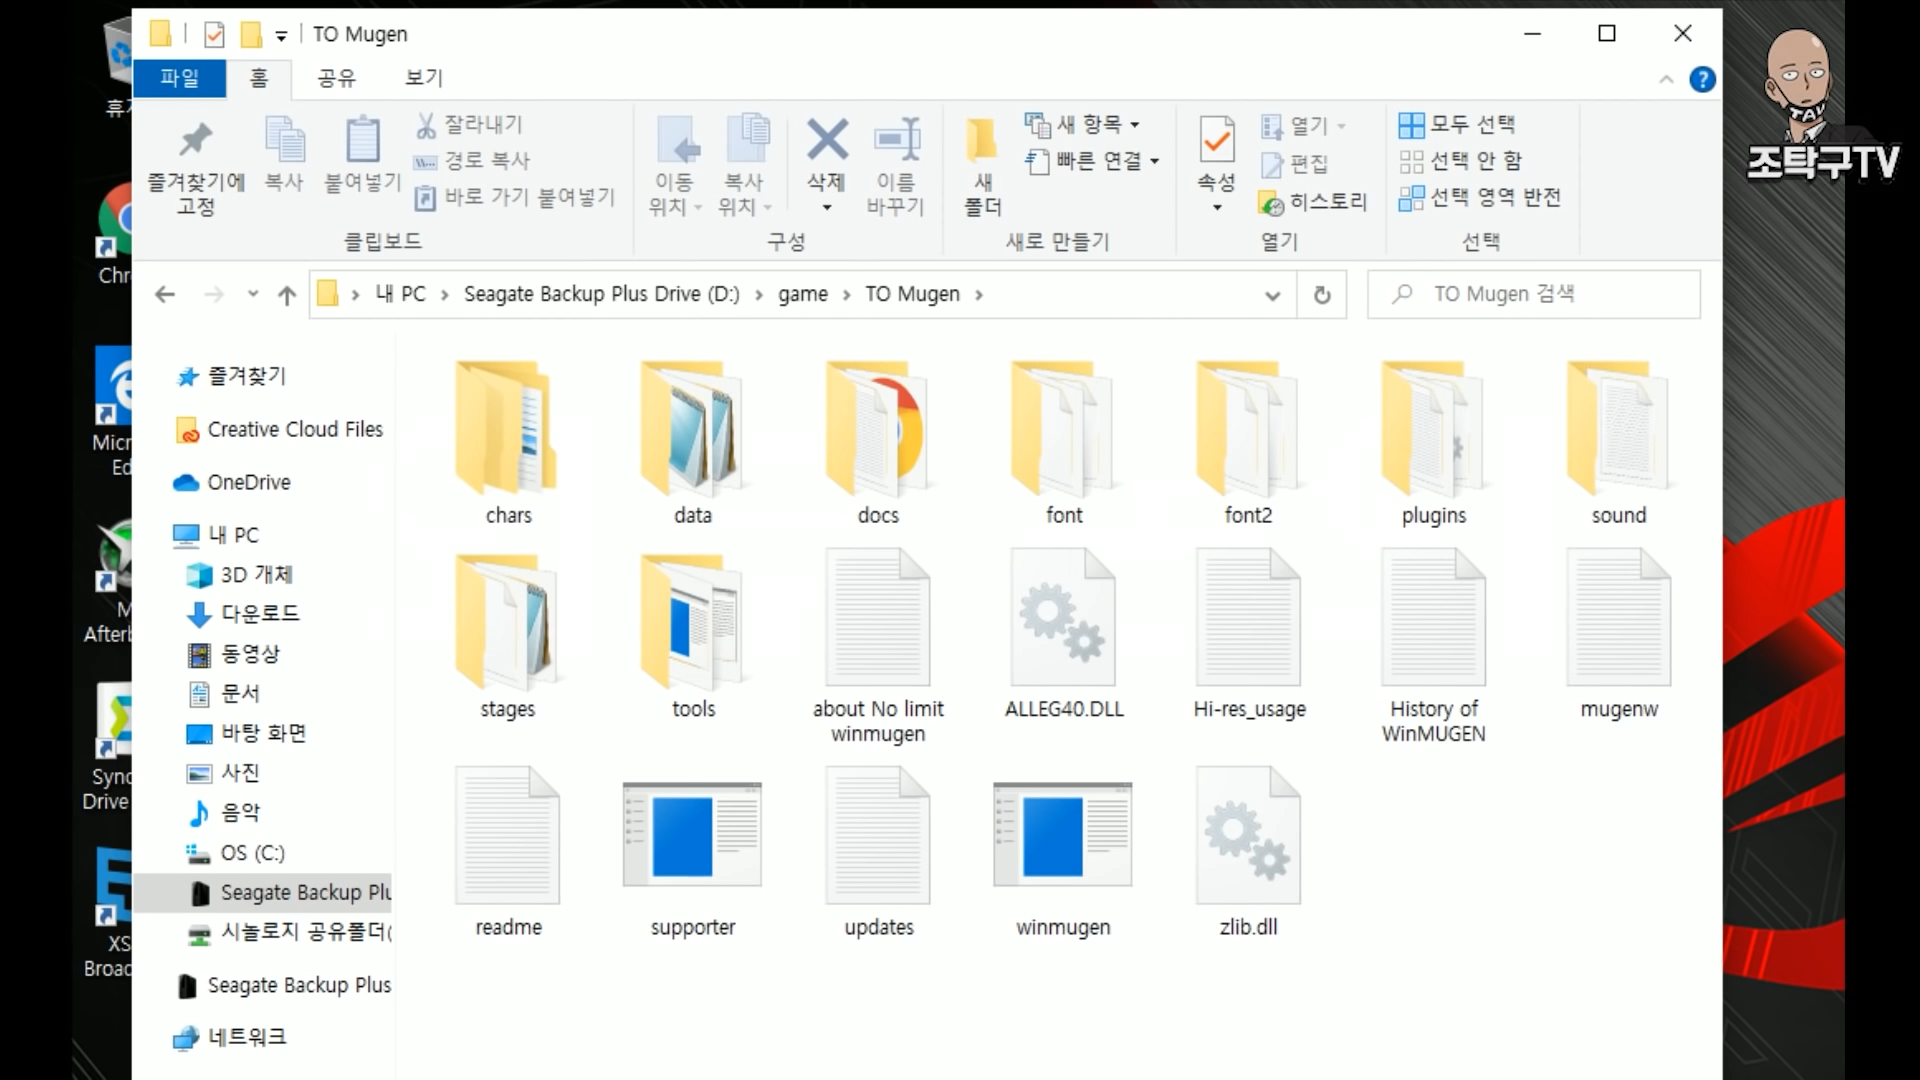 TO Mugen
파일
홈
공유
보기
즐겨찾기에
고정
복사
붙여넣기
잘라내기
경로 복사
바로 가기 붙여넣기
클립보드
이동
위치
복사
위치
삭제
이름
바꾸기
구성
새
폴더
새 항목
빠른 연결
새로 만들기
속성
열기
편집
히스토리
열기
모두 선택
선택 안 함
선택 영역 반전
선택
내 PC
Seagate Backup Plus Drive (D:)
game
TO Mugen
TO Mugen 검색
즐겨찾기
Creative Cloud Files
OneDrive
내 PC
3D 개체
다운로드
동영상
문서
바탕 화면
사진
음악
OS (C:)
Seagate Backup Plu
시놀로지 공유폴더(
Seagate Backup Plus
네트워크
chars
data
docs
font
font2
plugins
sound
stages
tools
about No limit
winmugen
ALLEG40.DLL
Hi-res_usage
History of
WinMUGEN
mugenw
readme
supporter
updates
winmugen
zlib.dll
Chr
Micr
Ed
M
Afterb
Sync
Drive
XS
Broad
TAV
조탁구TV